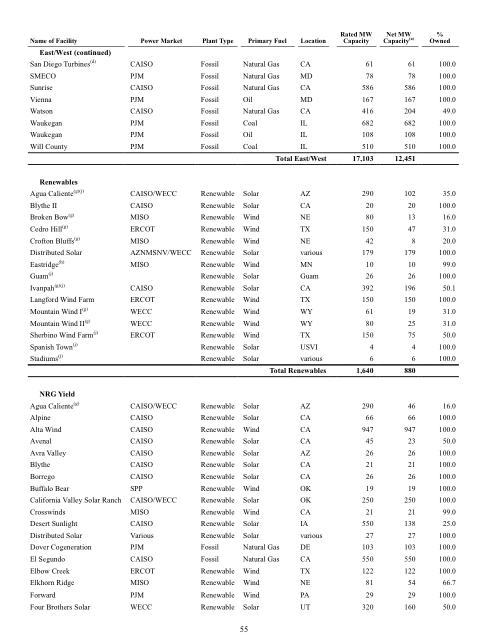 Name of Facility Power Market Plant Type Primary Fuel Location Rated MW Capacity Net MW Capacity(a) % Owned
East/West (continued)
San Diego Turbines(d) CAISO Fossil Natural Gas CA 61 61 100.0
SMECO PJM Fossil Natural Gas MD 78 78 100.0
Sunrise CAISO Fossil Natural Gas CA 586 586 100.0
Vienna PJM Fossil Oil MD 167 167 100.0
Watson CAISO Fossil Natural Gas CA 416 204 49.0
Waukegan PJM Fossil Coal IL 682 682 100.0
Waukegan PJM Fossil Oil IL 108 108 100.0
Will County PJM Fossil Coal IL 510 510 100.0
Total East/West 17,103 12,451
Renewables
Agua Caliente CAISO/WECC Renewable Solar AZ 290 102 35.0
Blythe II CAISO Renewable Solar CA 20 20 100.0
Broken Bow(g) MISO Renewable Wind NE 80 13 16.0
Cedro Hill(g) ERCOT Renewable Wind TX 150 47 31.0
Crofton Bluffs(g) MISO Renewable Wind NE 42 8 20.0
Distributed Solar AZNMSNV/WECC Renewable Solar various 179 179 100.0
Eastridge(h) MISO Renewable Wind MN 10 10 99.0
Guam Renewable Solar Guam 26 26 100.0
Ivanpah CAISO Renewable Solar CA 392 196 50.1
Langford Wind Farm ERCOT Renewable Wind TX 150 150 100.0
Mountain Wind I(g) WECC Renewable Wind WY 61 19 31.0
Mountain Wind II(g) WECC Renewable Wind WY 80 25 31.0
Sherbino Wind Farm ERCOT Renewable Wind TX 150 75 50.0
Spanish Town Renewable Solar USVI 4 4 100.0
Stadiums Renewable Solar various 6 6 100.0
Total Renewables 1,640 880
NRG Yield
Agua Caliente CAISO/WECC Renewable Solar AZ 290 46 16.0
Alpine CAISO Renewable Solar CA 66 66 100.0
Alta Wind CAISO Renewable Wind CA 947 947 100.0
Avenal CAISO Renewable Solar CA 45 23 50.0
Avra Valley CAISO Renewable Solar AZ 26 26 100.0
Blythe CAISO Renewable Solar CA 21 21 100.0
Borrego CAISO Renewable Solar CA 26 26 100.0
Buffalo Bear SPP Renewable Wind OK 19 19 100.0
California Valley Solar Ranch CAISO/WECC Renewable Solar OK 250 250 100.0
Crosswinds MISO Renewable Wind CA 21 21 99.0
Desert Sunlight CAISO Renewable Solar IA 550 138 25.0
Distributed Solar Various Renewable Solar various 27 27 100.0
Dover Cogeneration PJM Fossil Natural Gas DE 103 103 100.0
El Segundo CAISO Fossil Natural Gas CA 550 550 100.0
Elbow Creek ERCOT Renewable Wind TX 122 122 100.0
Elkhorn Ridge MISO Renewable Wind NE 81 54 66.7
Forward PJM Renewable Wind PA 29 29 100.0
Four Brothers Solar WECC Renewable Solar UT 320 160 50.0
55